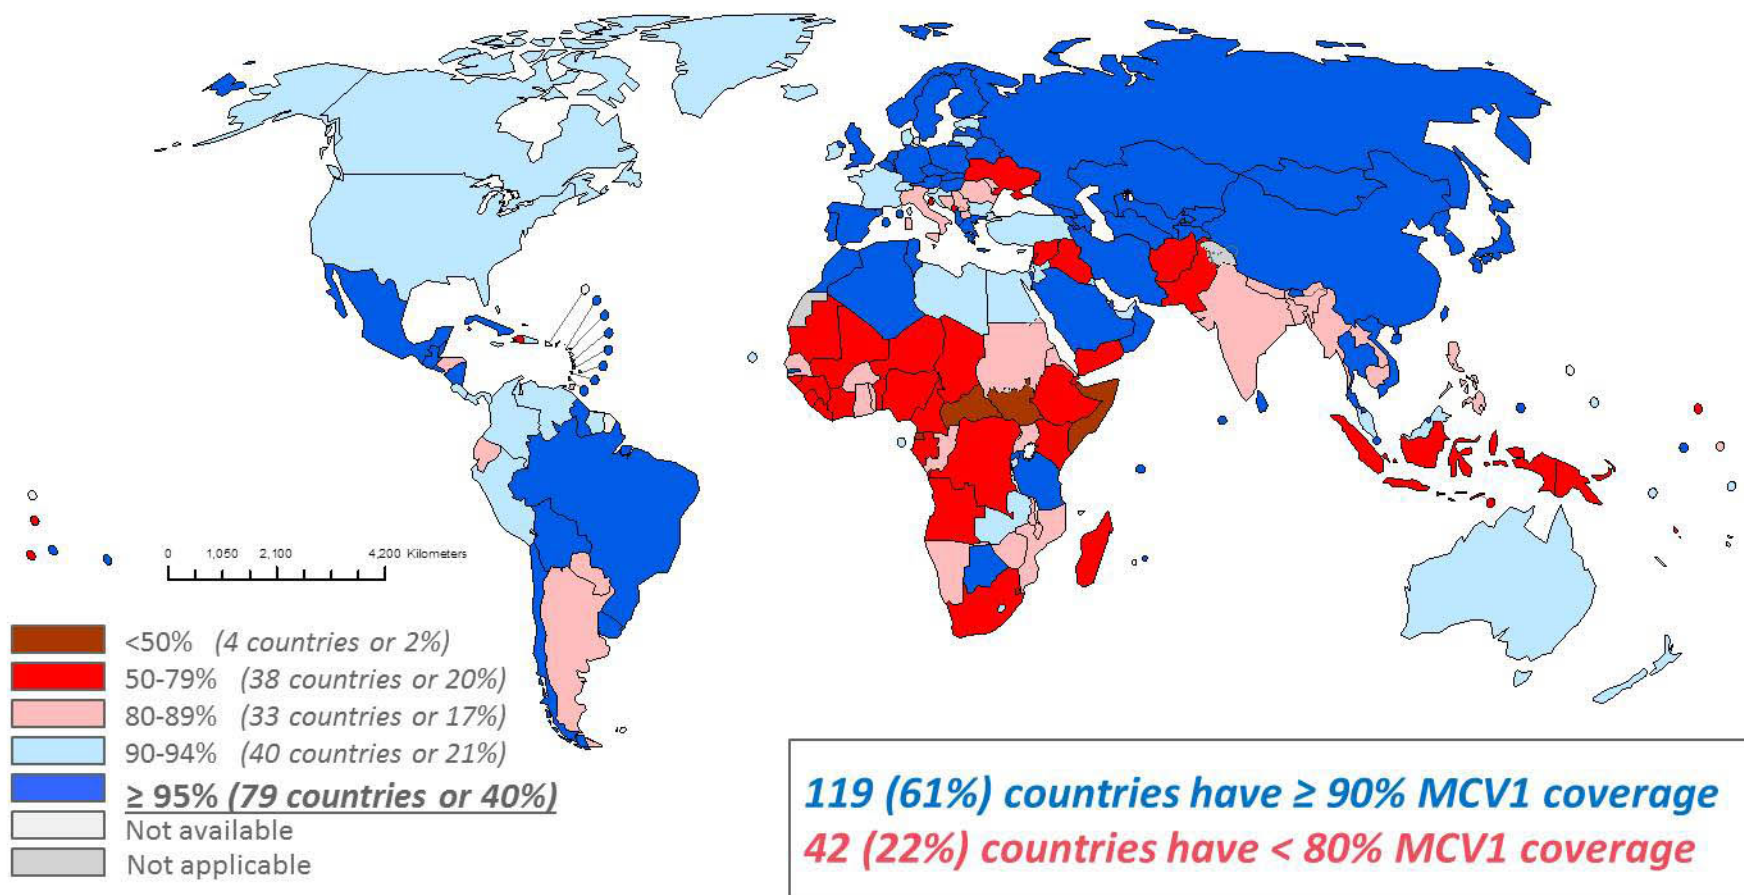 0 1,050 2,100 4,200 Kilometers
<50% (4 countries or 2%)
50-79% (38 countries or 20%)
80-89% (33 countries or 17%)
90-94% (40 countries or 21%)
≥ 95% (79 countries or 40%)
Not available
Not applicable
119 (61%) countries have ≥ 90% MCV1 coverage
42 (22%) countries have < 80% MCV1 coverage